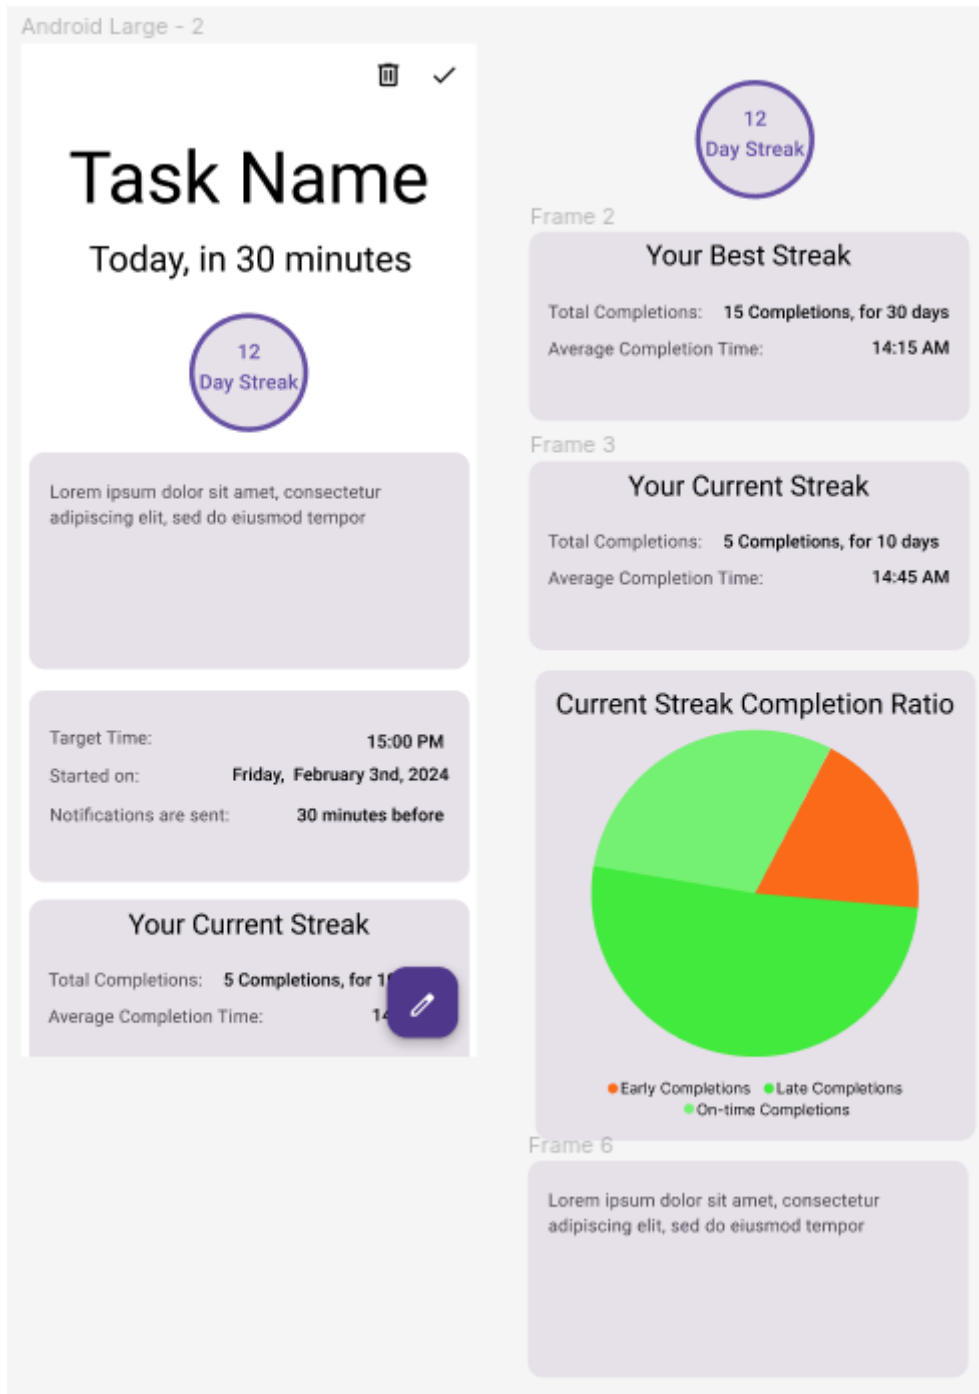 Android Large - 2
Task Name
Today, in 30 minutes
12
Day Streak
Lorem ipsum dolor sit amet, consectetur
adipiscing elit, sed do eiusmod tempor
Target Time: 15:00 PM
Started on: Friday, February 3nd, 2024
Notifications are sent: 30 minutes before
Your Current Streak
Total Completions: 5 Completions, for 1
Average Completion Time: 14
12
Day Streak
Frame 2
Your Best Streak
Total Completions: 15 Completions, for 30 days
Average Completion Time: 14:15 AM
Frame 3
Your Current Streak
Total Completions: 5 Completions, for 10 days
Average Completion Time: 14:45 AM
Current Streak Completion Ratio
Early Completions Late Completions
On-time Completions
Frame 6
Lorem ipsum dolor sit amet, consectetur
adipiscing elit, sed do eiusmod tempor